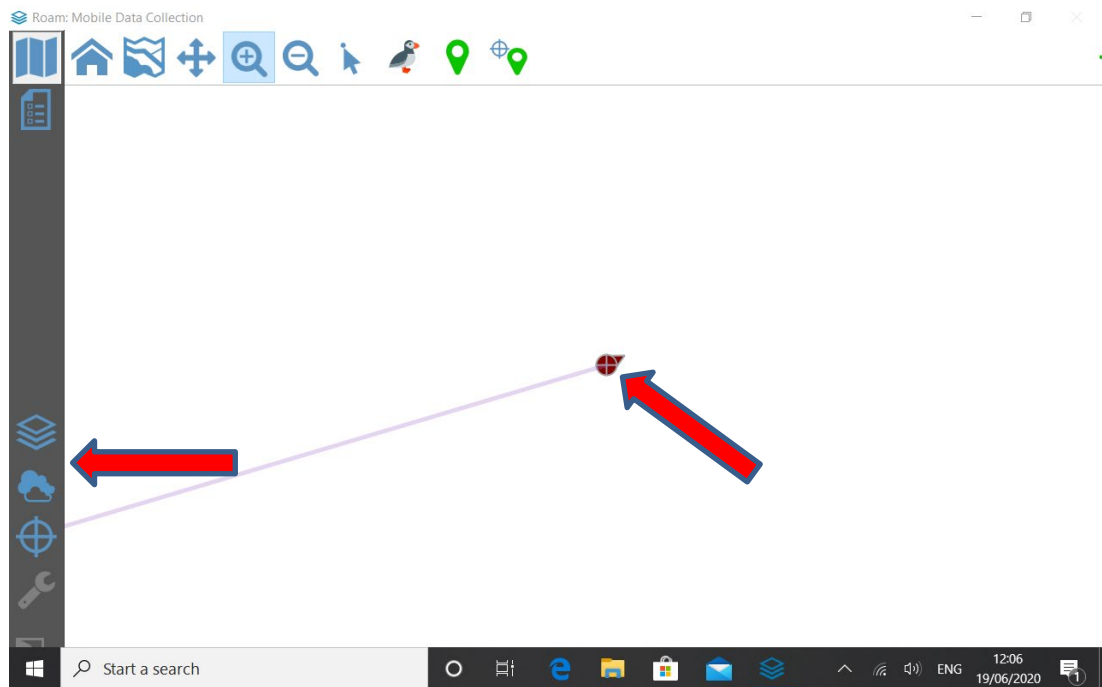 Roam: Mobile Data Collection
Start a search
ENG
12:06
19/06/2020
1